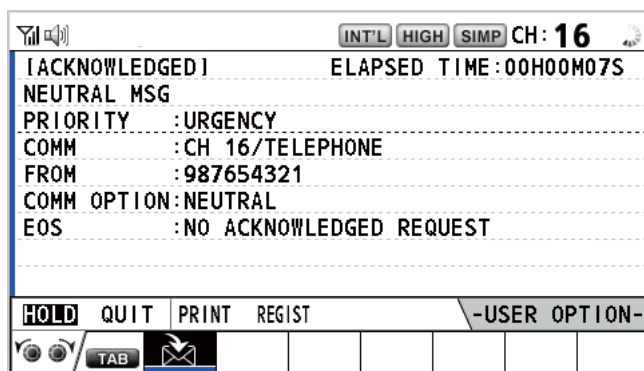 INT'L HIGH SIMP CH: 16
[ACKNOWLEDGED] ELAPSED TIME:00H00M07S
NEUTRAL MSG
PRIORITY :URGENCY
COMM :CH 16/TELEPHONE
FROM :987654321
COMM OPTION:NEUTRAL
EOS :NO ACKNOWLEDGED REQUEST
HOLD QUIT PRINT REGIST -USER OPTION-
TAB